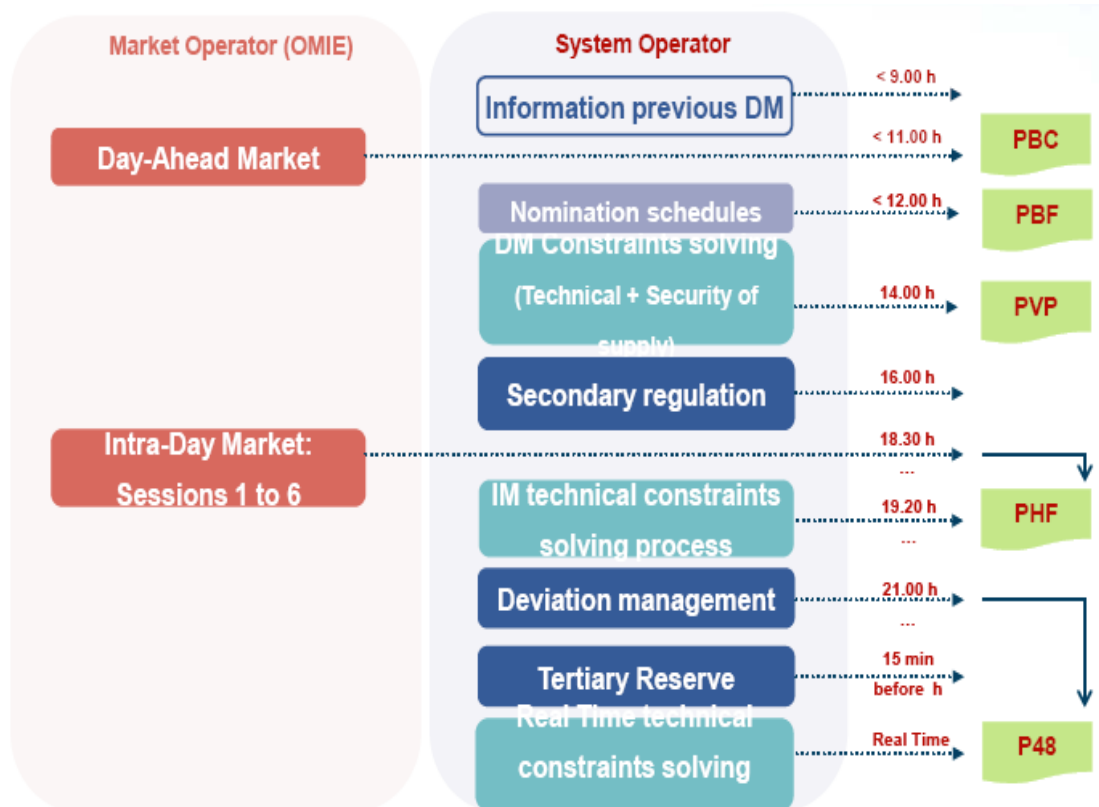 Market Operator (OMIE)
System Operator
Information previous DM
< 9.00 h
Day-Ahead Market
< 11.00 h
PBC
Nomination schedules
< 12.00 h
PBF
DM Constraints solving
(Technical + Security of
supply)
14.00 h
PVP
Secondary regulation
16.00 h
Intra-Day Market:
Sessions 1 to 6
18.30 h
...
IM technical constraints
solving process
19.20 h
...
PHF
Deviation management
21.00 h
...
Tertiary Reserve
15 min
before h
Real Time technical
constraints solving
Real Time
P48